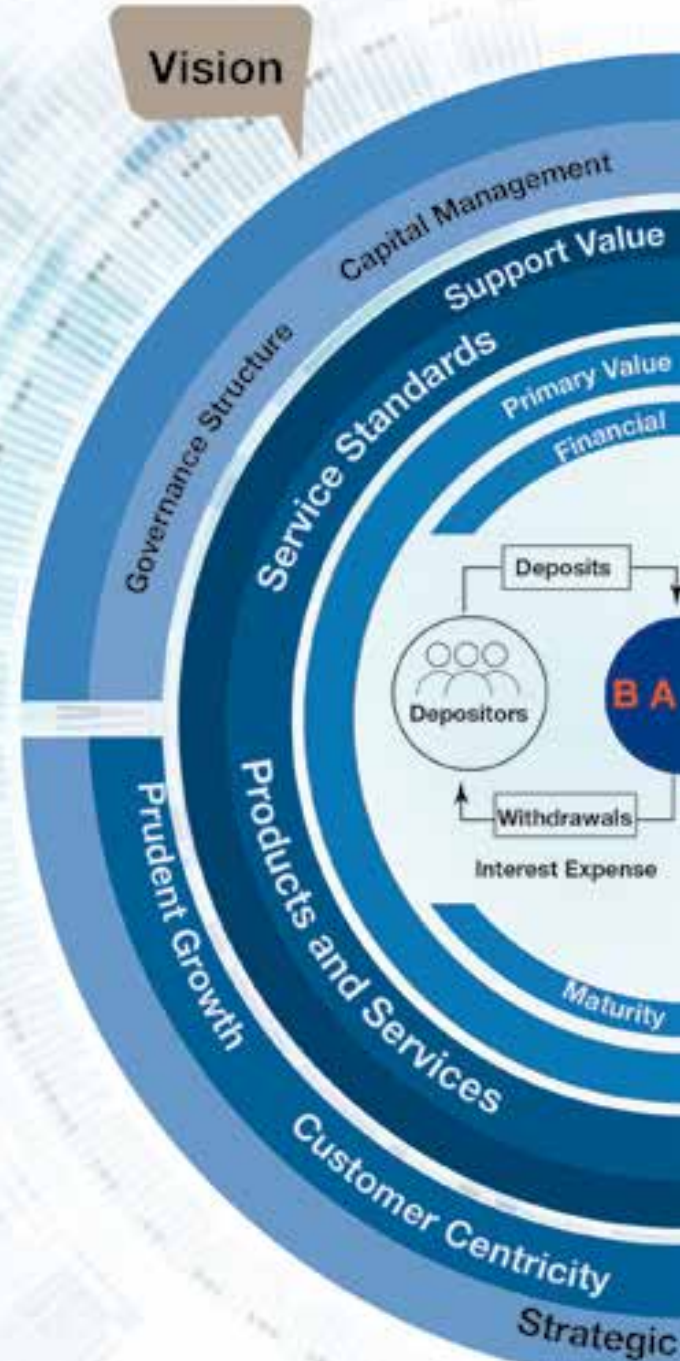 Vision
Capital Management
Governance Structure
Support Value
Service Standards
Primary Value
Financial
Deposits
Depositors
B A
Withdrawals
Interest Expense
Maturity
Products and Services
Prudent Growth
Customer Centricity
Strategic